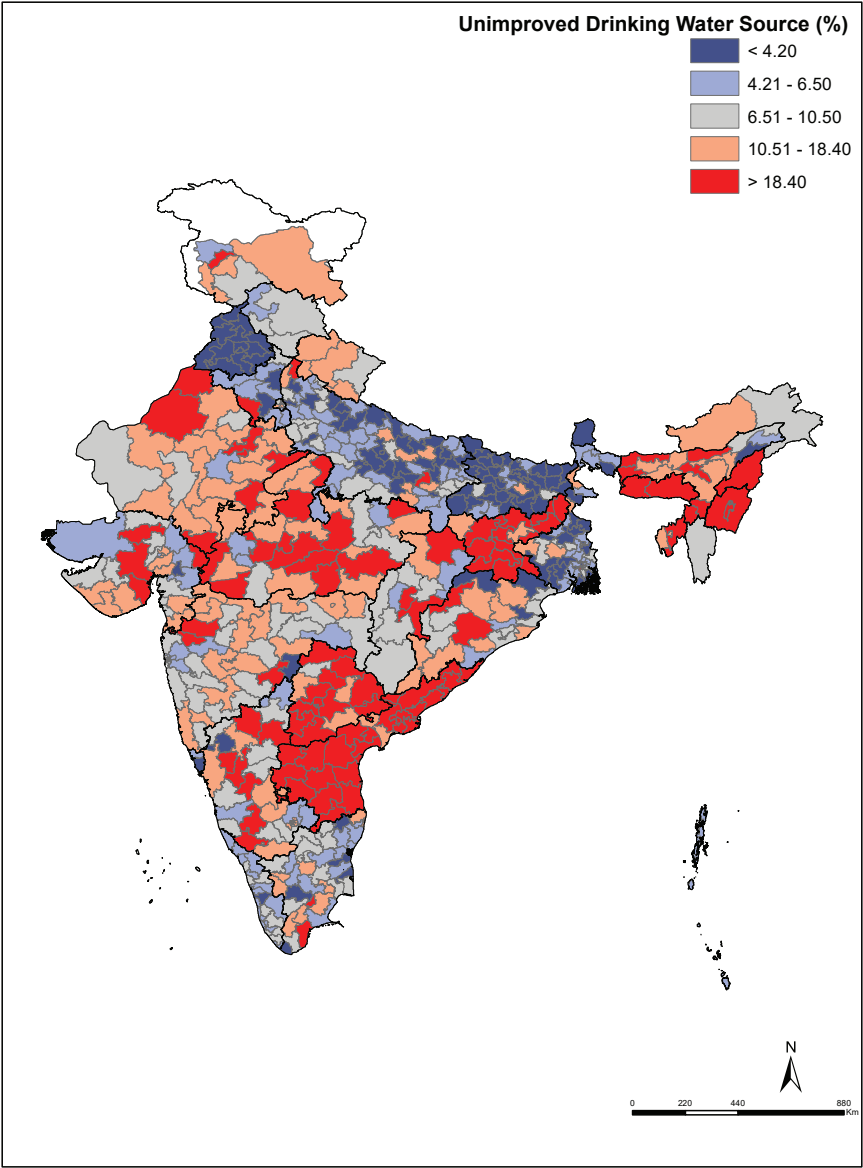 Unimproved Drinking Water Source (%)
< 4.20
4.21 - 6.50
6.51 - 10.50
10.51 - 18.40
> 18.40
N
0 220 440 880
Km